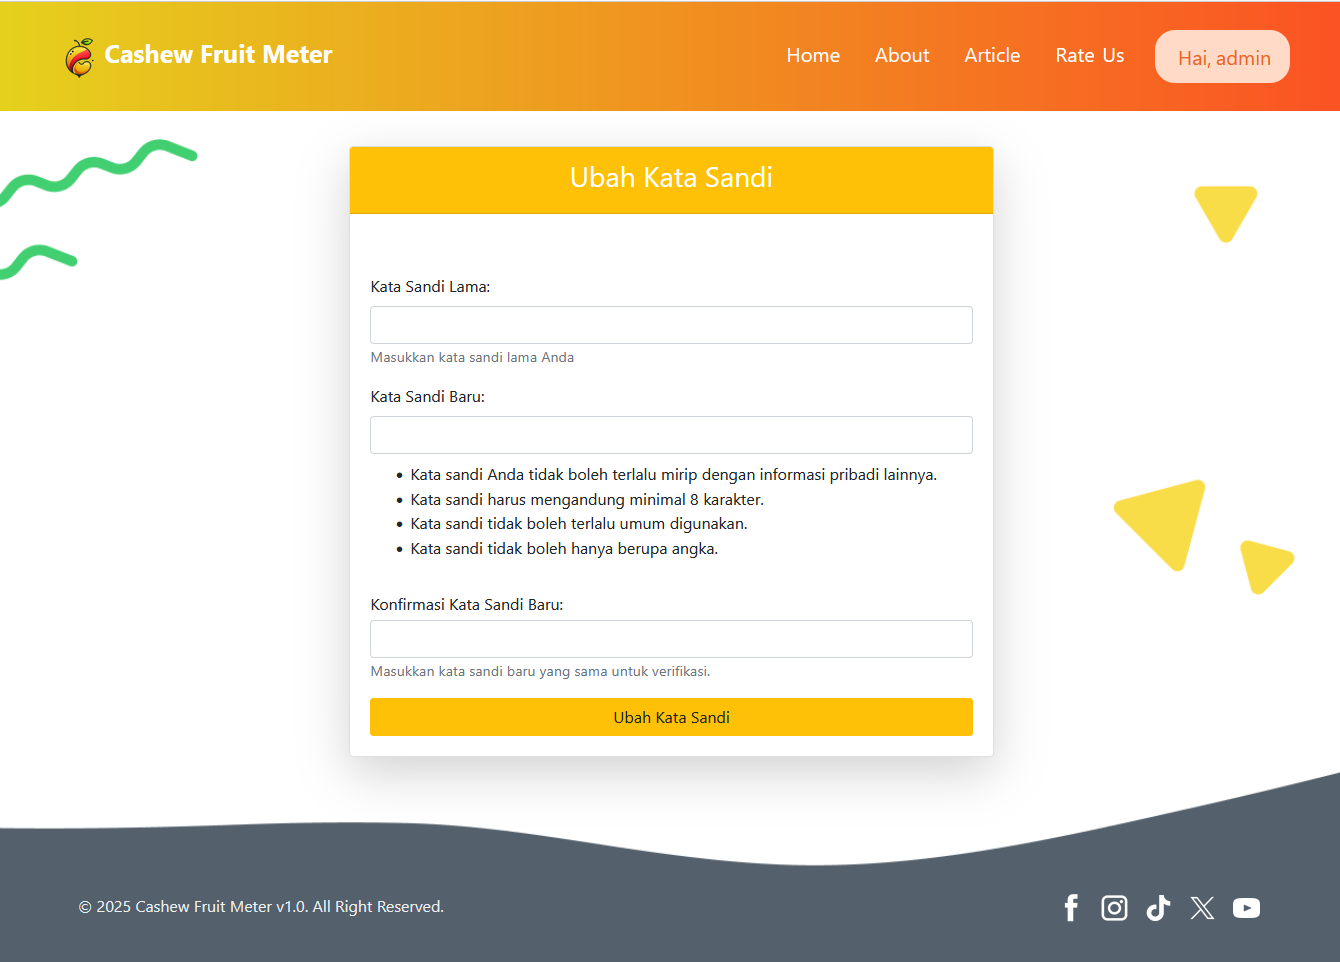 Cashew Fruit Meter
Home
About
Article
Rate Us
Hai, admin
Ubah Kata Sandi
Kata Sandi Lama:
Masukkan kata sandi lama Anda
Kata Sandi Baru:
• Kata sandi Anda tidak boleh terlalu mirip dengan informasi pribadi lainnya.
• Kata sandi harus mengandung minimal 8 karakter.
• Kata sandi tidak boleh terlalu umum digunakan.
• Kata sandi tidak boleh hanya berupa angka.
Konfirmasi Kata Sandi Baru:
Masukkan kata sandi baru yang sama untuk verifikasi.
Ubah Kata Sandi
© 2025 Cashew Fruit Meter v1.0. All Right Reserved.